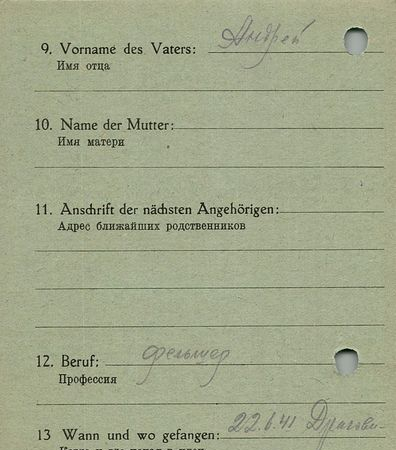 9. Vorname des Vaters: Андрей
Имя отца
10. Name der Mutter:
Имя матери
11. Anschrift der nächsten Angehörigen:
Адрес ближайших родственников
12. Beruf: фельшер
Профессия
13 Wann und wo gefangen: 22.6.41